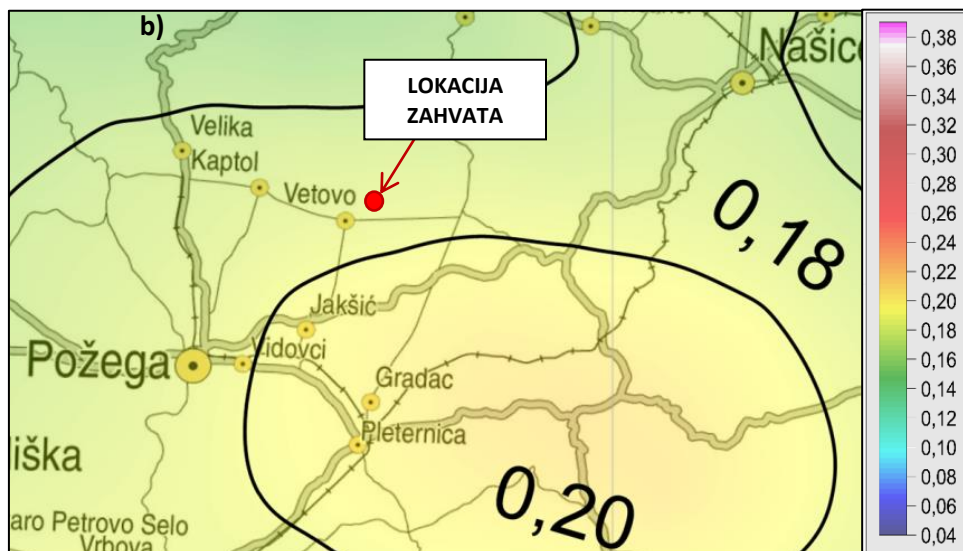 b)
LOKACIJA
ZAHVATA
Našice
Velika
Kaptol
Vetovo
0,18
Jakšić
Požega
Vidovci
Gradac
Pleternica
liška
0,20
aro Petrovo Selo
Vrbova
0,38
0,36
0,34
0,32
0,30
0,28
0,26
0,24
0,22
0,20
0,18
0,16
0,14
0,12
0,10
0,08
0,06
0,04